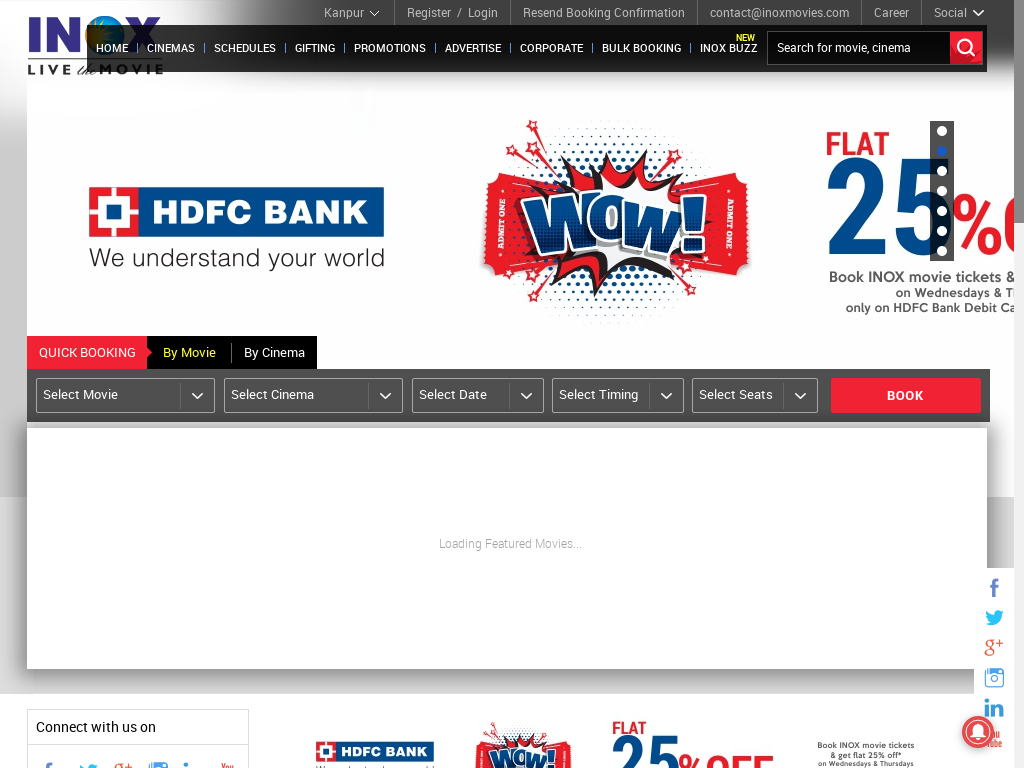 Kanpur
Register / Login
Resend Booking Confirmation
contact@inoxmovies.com
Career
Social
INOX
LIVE the MOVIE
HOME
CINEMAS
SCHEDULES
GIFTING
PROMOTIONS
ADVERTISE
CORPORATE
BULK BOOKING
INOX BUZZ
NEW
Search for movie, cinema
HDFC BANK
We understand your world
ADMIT ONE
WOW!
ADMIT ONE
FLAT
25%
Book INOX movie tickets &
on Wednesdays &
only on HDFC Bank Debit
QUICK BOOKING
By Movie
By Cinema
Select Movie
Select Cinema
Select Date
Select Timing
Select Seats
BOOK
Loading Featured Movies...
Connect with us on
HDFC BANK
WOW!
FLAT
25% OFF
Book INOX movie tickets
& get flat 25% off*
on Wednesdays & Thursdays